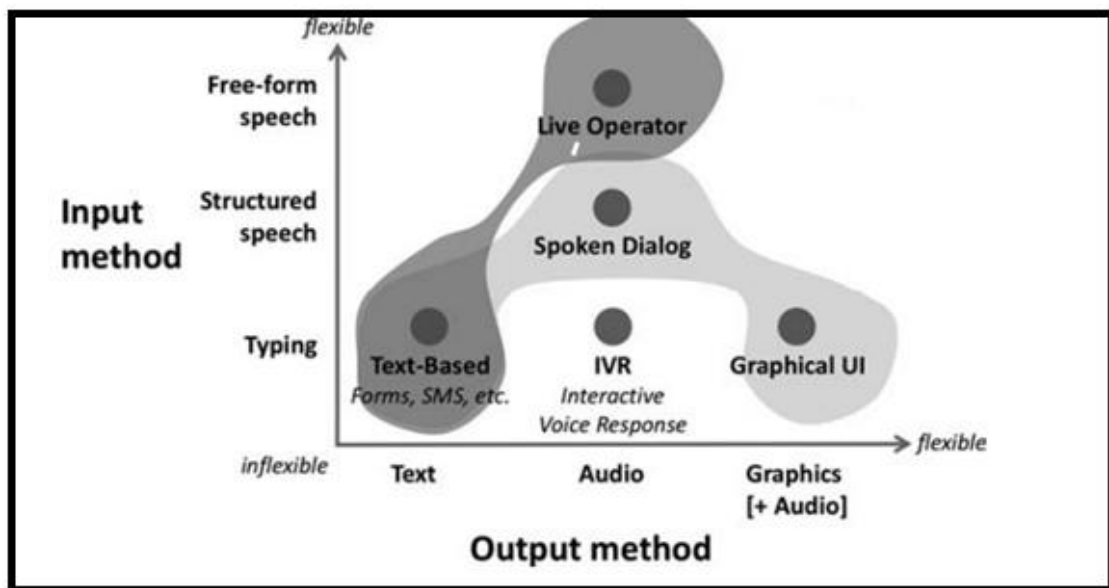 flexible
Free-form
speech
Live Operator
Input
method
Structured
speech
Spoken Dialog
Typing
Text-Based
Forms, SMS, etc.
IVR
Interactive
Voice Response
Graphical UI
inflexible
flexible
Text
Audio
Graphics
[+ Audio]
Output method